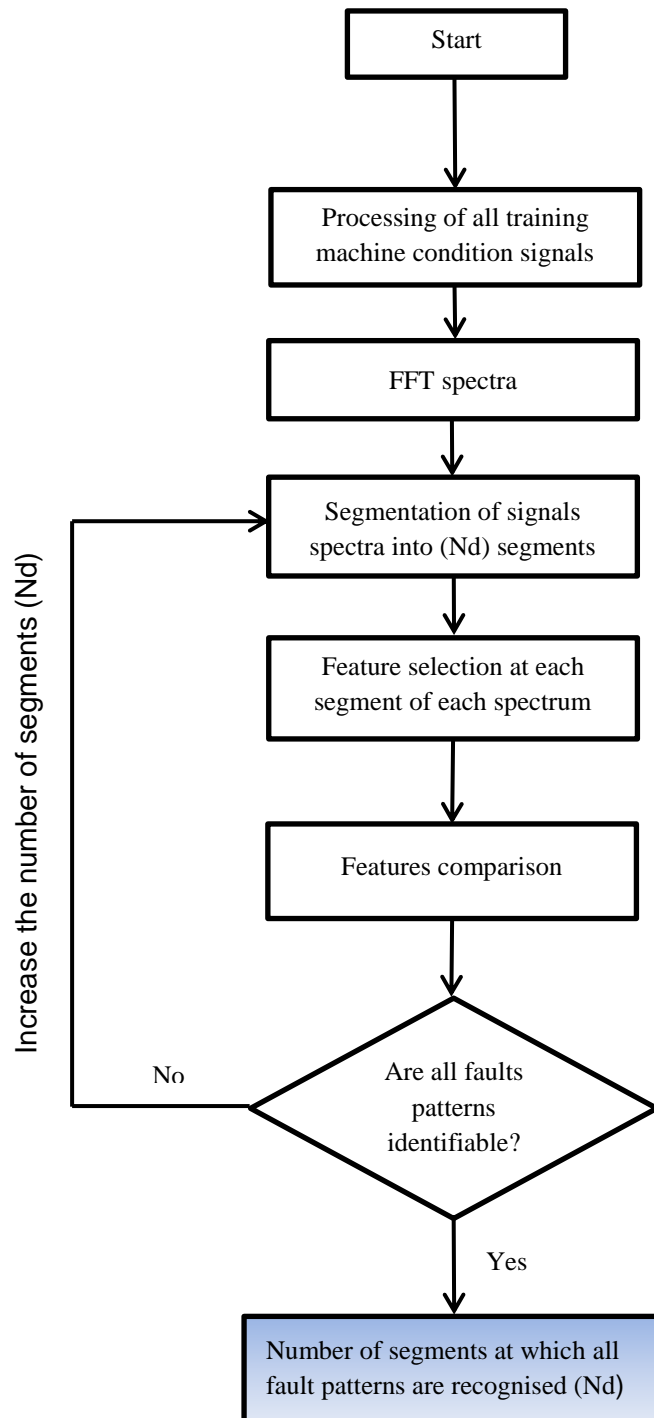 Start
Processing of all training
machine condition signals
FFT spectra
Segmentation of signals
spectra into (Nd) segments
Feature selection at each
segment of each spectrum
Features comparison
Increase the number of segments (Nd)
No
Are all faults
patterns
identifiable?
Yes
Number of segments at which all
fault patterns are recognised (Nd)